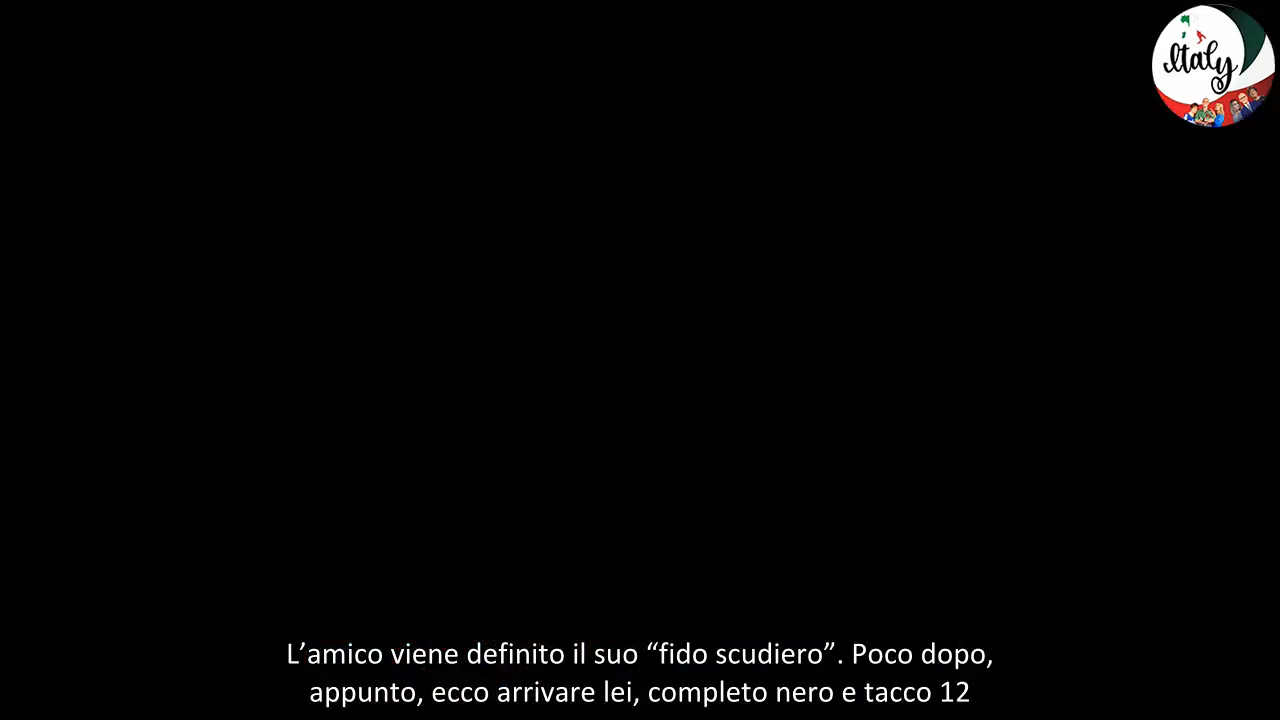 Italy
L’amico viene definito il suo “fido scudiero”. Poco dopo,
appunto, ecco arrivare lei, completo nero e tacco 12